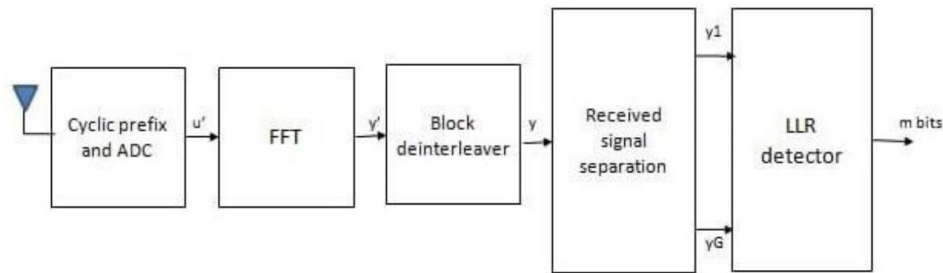 Cyclic prefix
and ADC
u'
FFT
y'
Block
deinterleaver
y
Received
signal
separation
y1
yG
LLR
detector
m bits